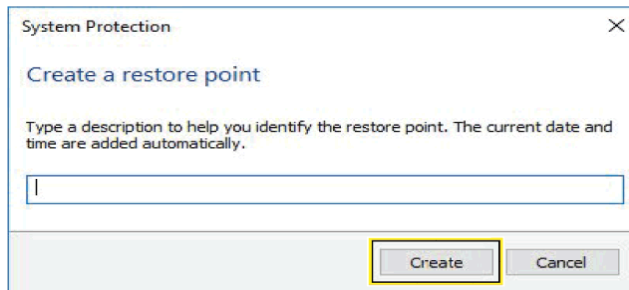 System Protection
Create a restore point
Type a description to help you identify the restore point. The current date and
time are added automatically.
Create
Cancel